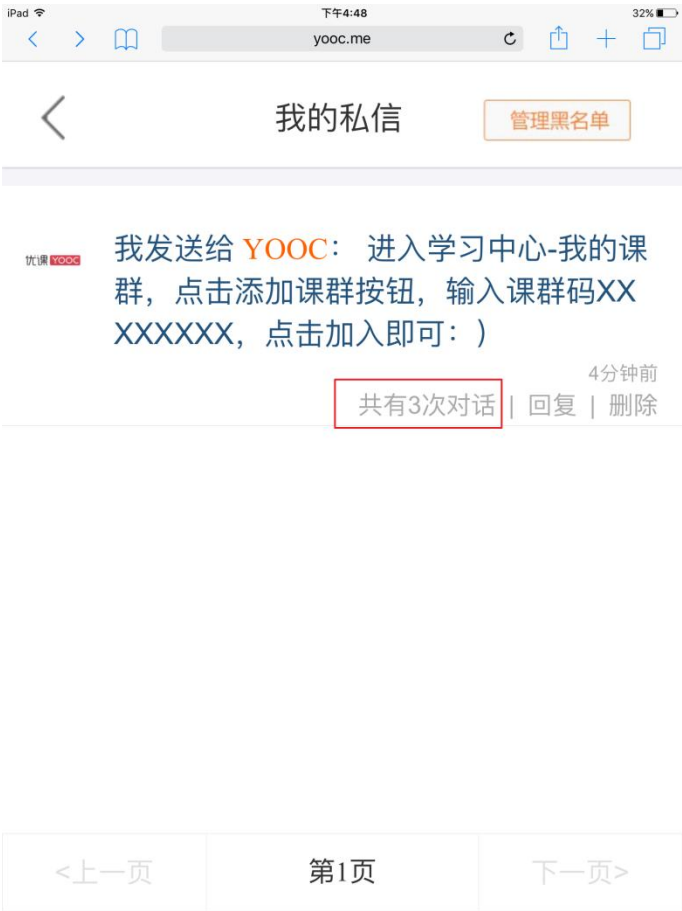 iPad 下午4:48 32%
yooc.me
我的私信 管理黑名单
优课 YOOC
我发送给 YOOC： 进入学习中心-我的课
群，点击添加课群按钮，输入课群码XX
XXXXXX，点击加入即可：）
4分钟前
共有3次对话 | 回复 | 删除
<上一页 第1页 下一页>